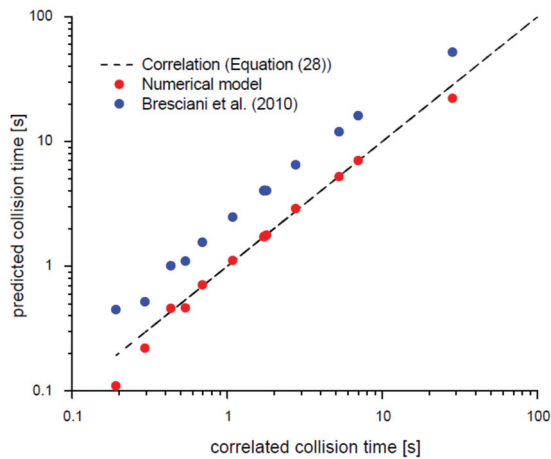 100
Correlation (Equation (28))
Numerical model
Bresciani et al. (2010)
10
predicted collision time [s]
1
0.1
0.1 1 10 100
correlated collision time [s]